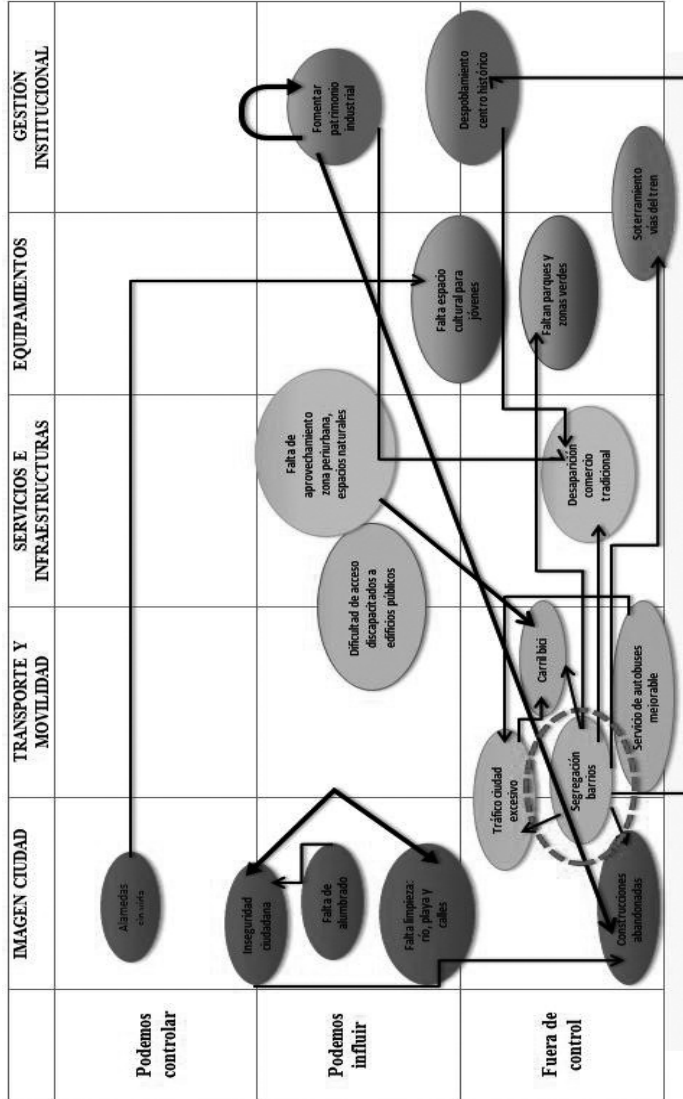 IMAGEN CIUDAD
TRANSPORTE Y
MOVILIDAD
SERVICIOS E
INFRAESTRUCTURAS
EQUIPAMIENTOS
GESTIÓN
INSTITUCIONAL
Podemos
controlar
Alamedas
sin vida
Podemos
influir
Inseguridad
ciudadana
Falta de
alumbrado
Falta limpieza:
río, playa y
calles
Dificultad de acceso
discapacitados a
edificios públicos
Falta de
aprovechamiento
zona periurbana,
espacios naturales
Fomentar
patrimonio
industrial
Fuera de
control
Construcciones
abandonadas
Tráfico ciudad
excesivo
Segregación
barrios
Carril bici
Servicio de autobuses
mejorable
Desaparición
comercio
tradicional
Falta espacio
cultural para
jóvenes
Faltan parques y
zonas verdes
Despoblamiento
centro histórico
Soterramiento
vías del tren